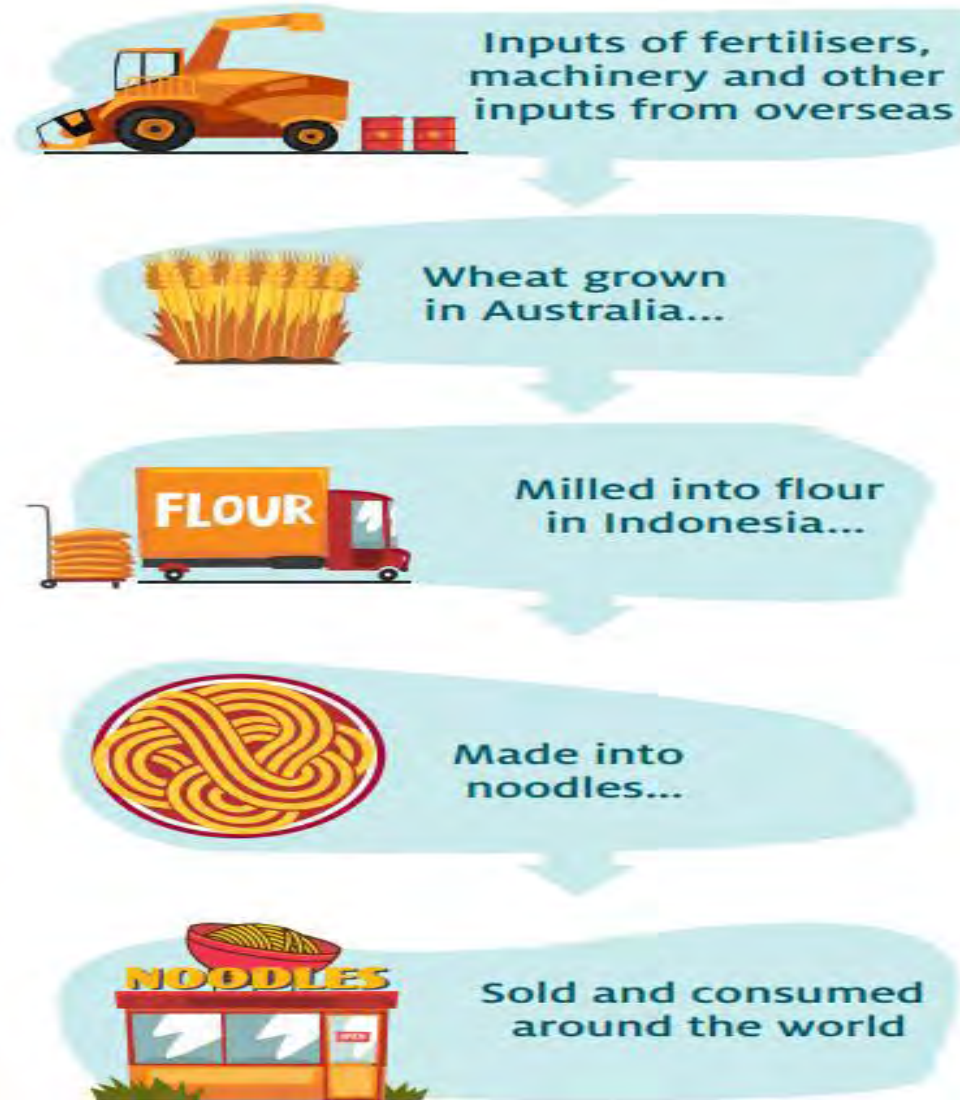 Inputs of fertilisers,
machinery and other
inputs from overseas
Wheat grown
in Australia...
FLOUR
Milled into flour
in Indonesia...
Made into
noodles...
NOODLES
OPEN
Sold and consumed
around the world